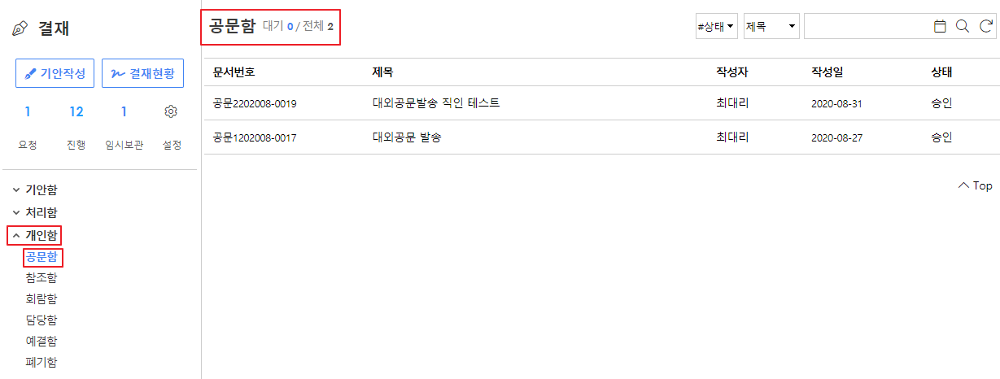 결재
기안작성 결재현황
1 12 1
요청 진행 임시보관 설정
기안함
처리함
개인함
공문함
참조함
회람함
담당함
예결함
폐기함
공문함 대기 0 / 전체 2
#상태 제목
문서번호 제목 작성자 작성일 상태
공문2202008-0019 대외공문발송 직인 테스트 최대리 2020-08-31 승인
공문1202008-0017 대외공문 발송 최대리 2020-08-27 승인
Top